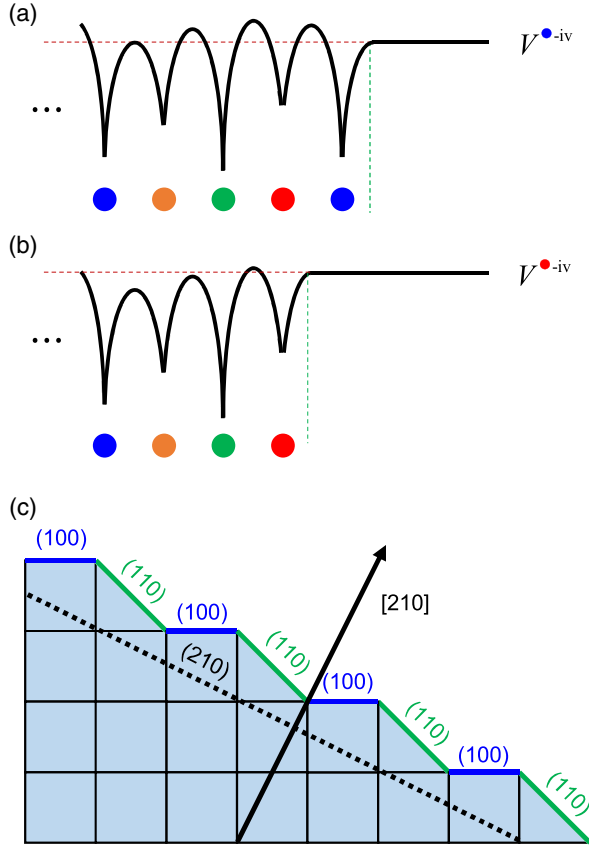 (a)
V●-iv
...
(b)
V●-iv
...
(c)
(100)
(110)
[210]
(100)
(210)
(110)
(100)
(110)
(100)
(110)